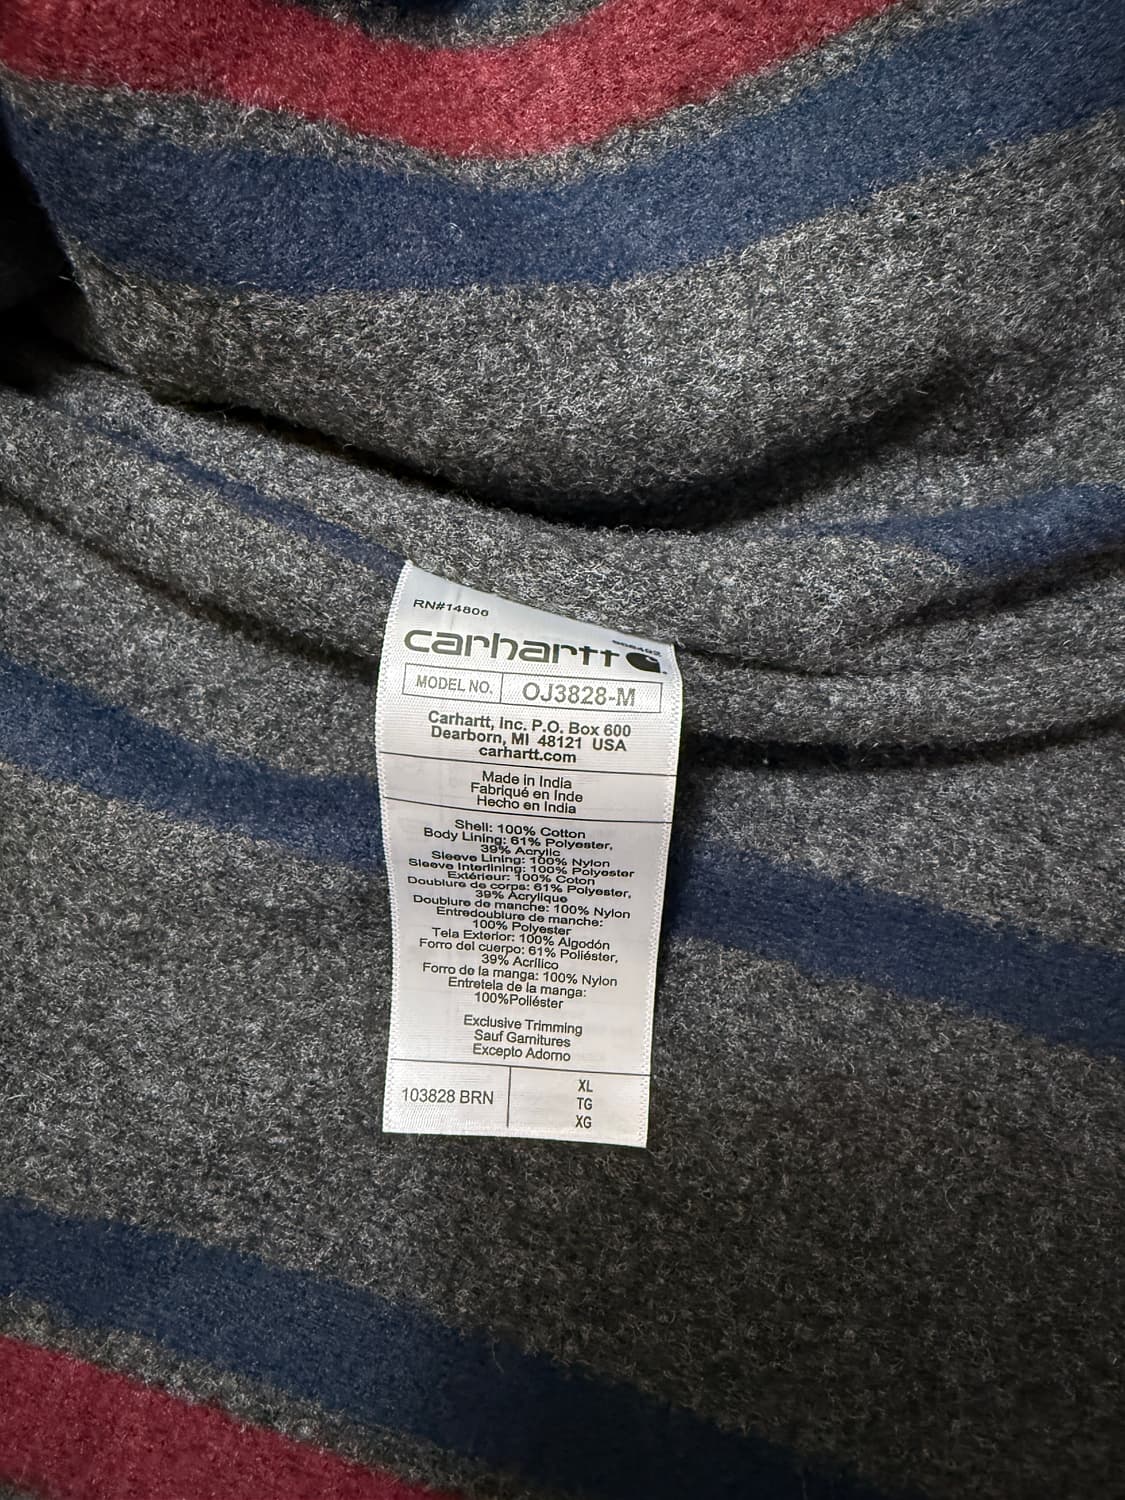 RN#14806
carhartt
MODEL NO. OJ3828-M
Carhartt, Inc. P.O. Box 600
Dearborn, MI 48121 USA
carhartt.com
Made in India
Fabriqué en Inde
Hecho en India
Shell: 100% Cotton
Body Lining: 61% Polyester,
39% Acrylic
Sleeve Lining: 100% Nylon
Sleeve Interlining: 100% Polyester
Extérieur: 100% Coton
Doublure de corps: 61% Polyester,
39% Acrylique
Doublure de manche: 100% Nylon
Entredoublure de manche:
100% Polyester
Tela Exterior: 100% Algodón
Forro del cuerpo: 61% Poliéster,
39% Acrílico
Forro de la manga: 100% Nylon
Entretela de la manga:
100%Poliéster
Exclusive Trimming
Sauf Garnitures
Excepto Adorno
103828 BRN
XL
TG
XG